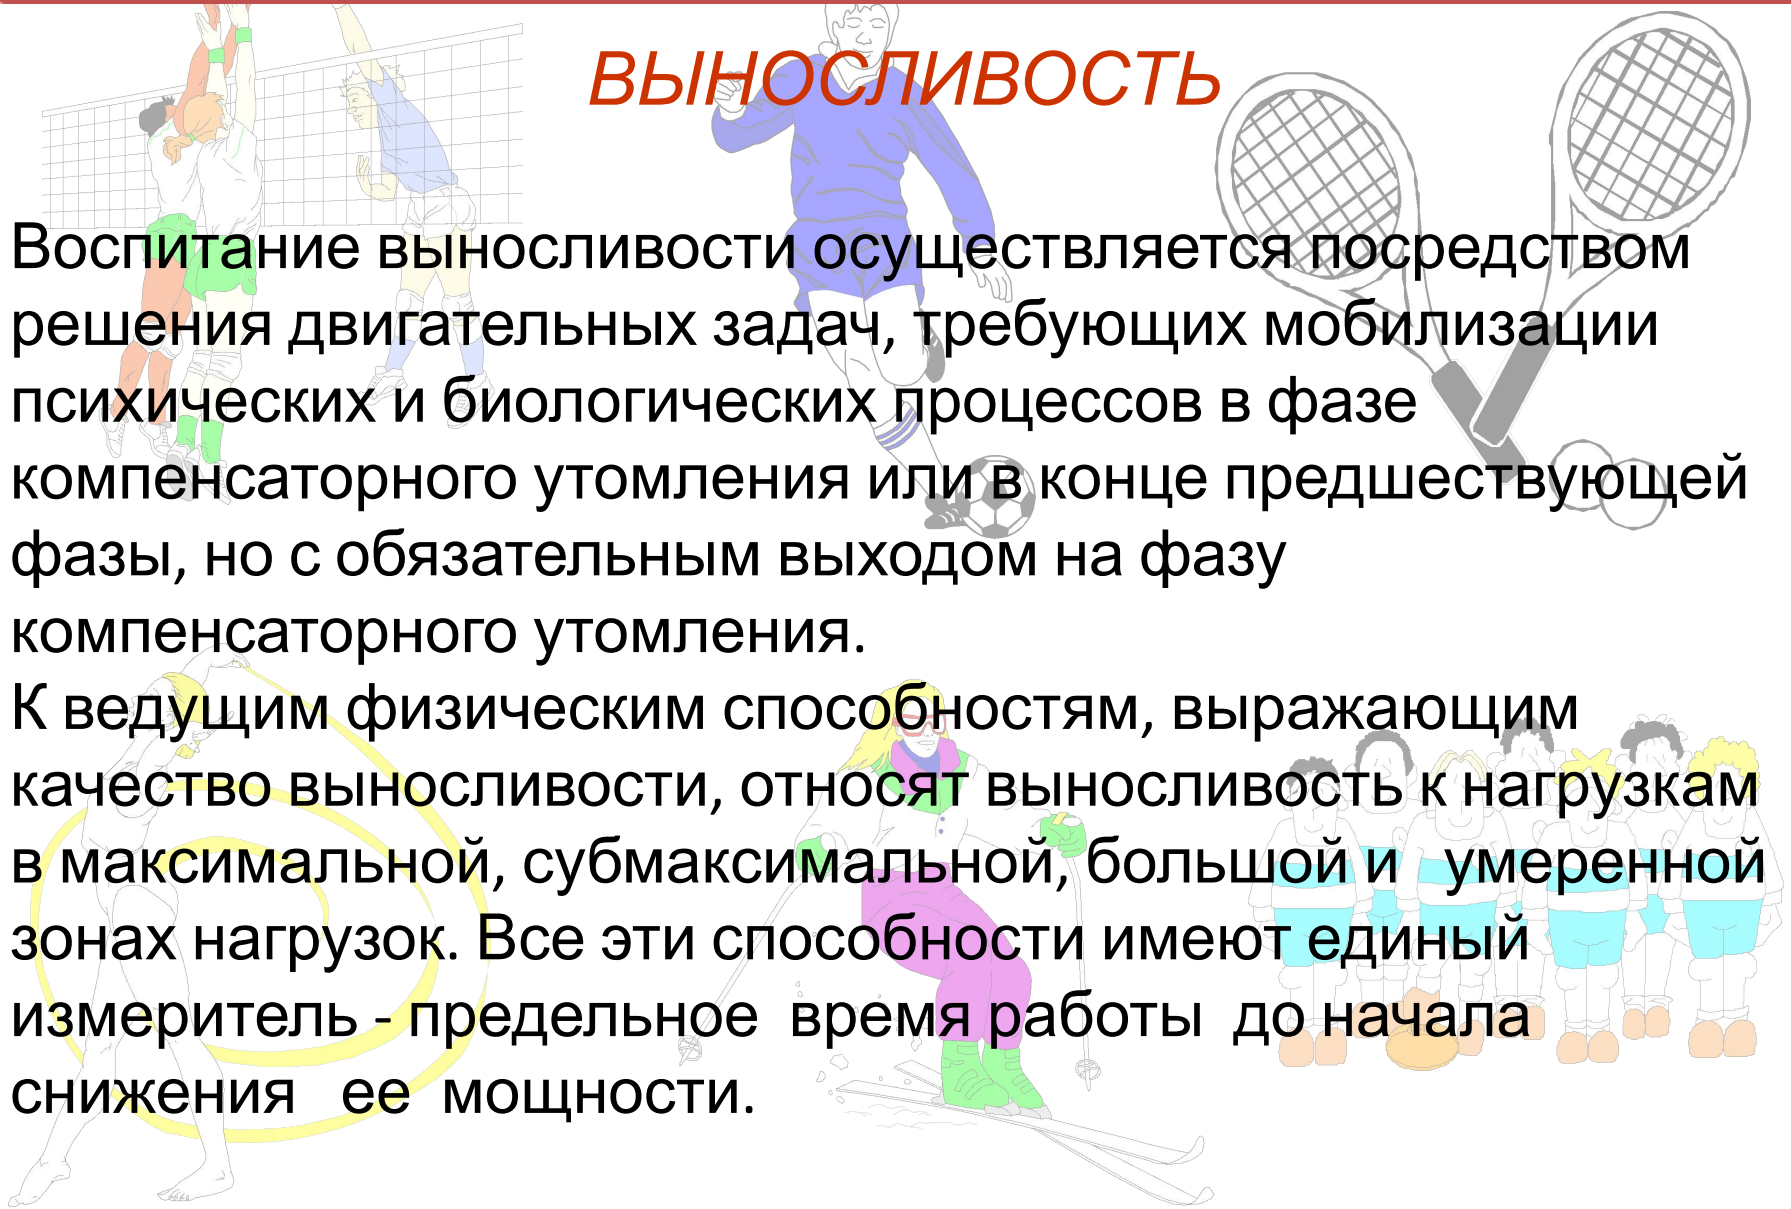 ВЫНОСЛИВОСТЬ
Воспитание выносливости осуществляется посредством
решения двигательных задач, требующих мобилизации
психических и биологических процессов в фазе
компенсаторного утомления или в конце предшествующей
фазы, но с обязательным выходом на фазу
компенсаторного утомления.
К ведущим физическим способностям, выражающим
качество выносливости, относят выносливость к нагрузкам
в максимальной, субмаксимальной, большой и умеренной
зонах нагрузок. Все эти способности имеют единый
измеритель - предельное время работы до начала
снижения ее мощности.